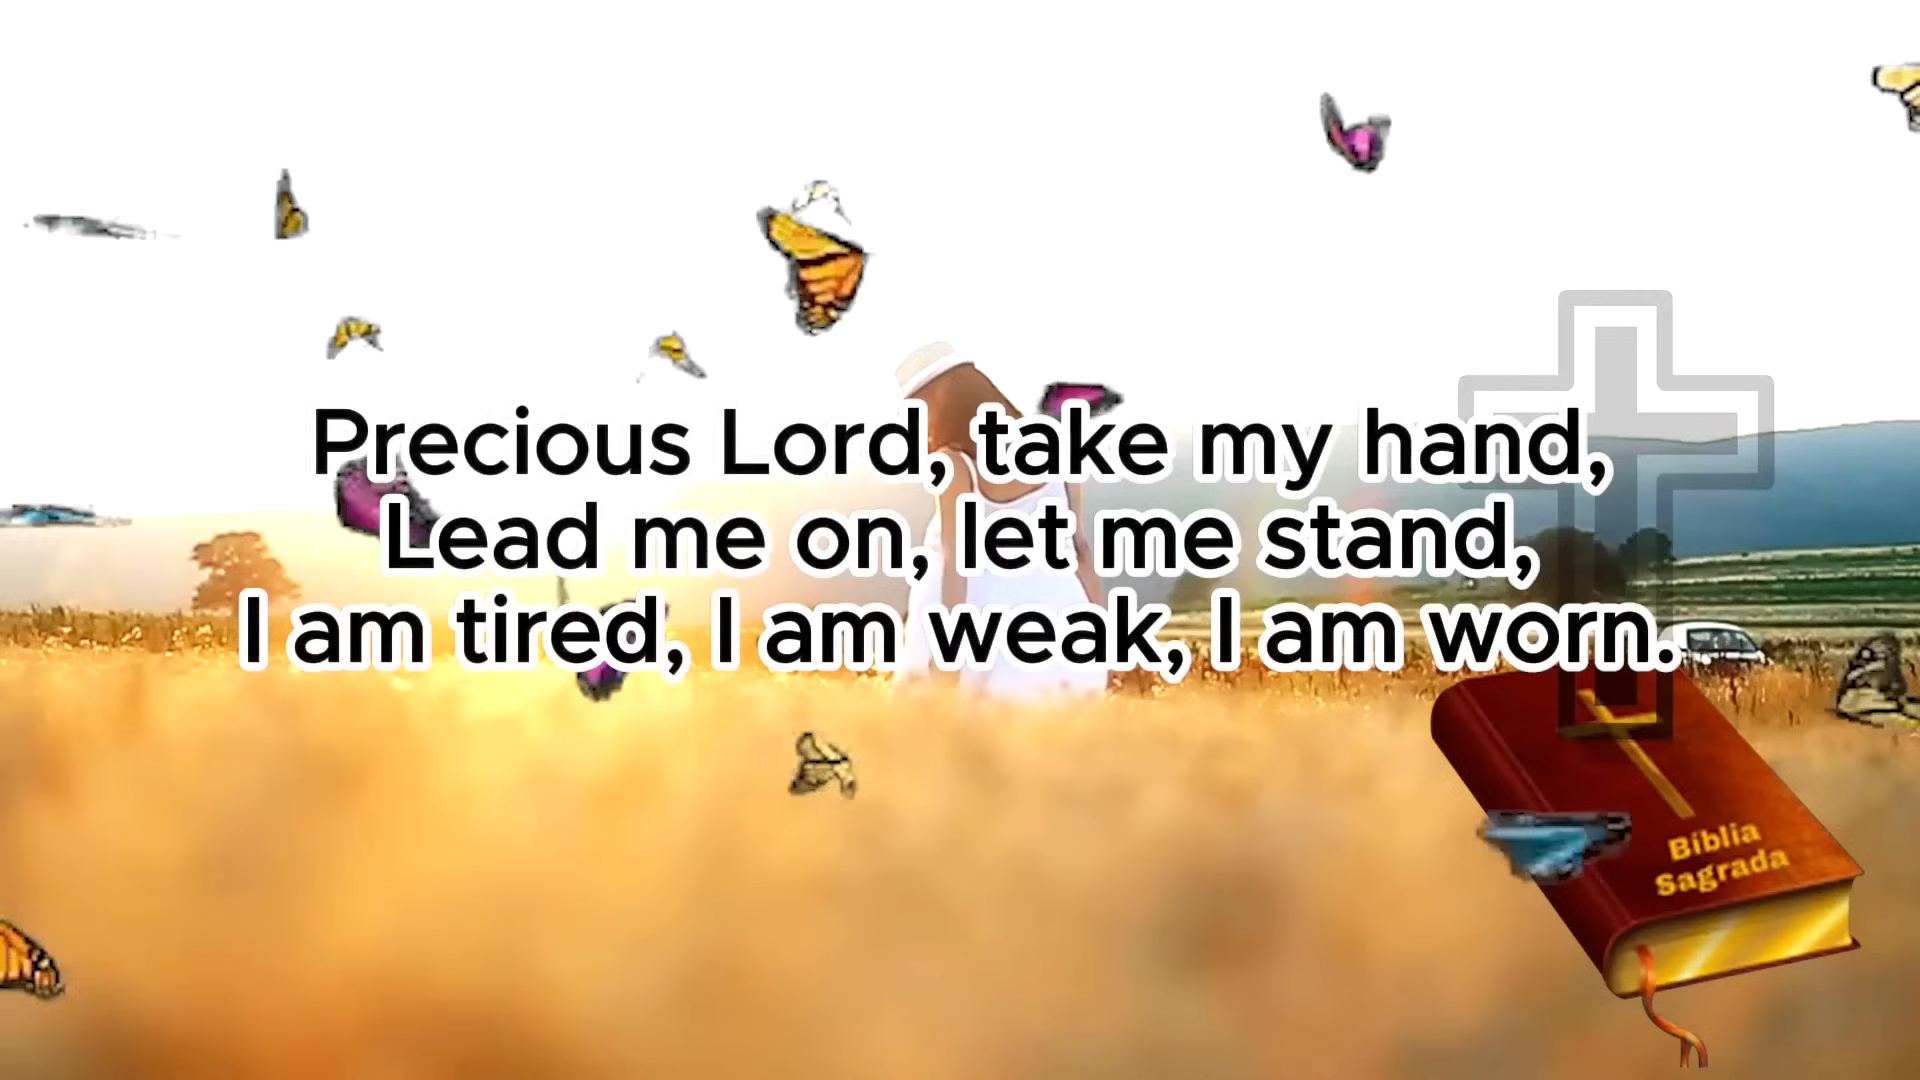 Precious Lord, take my hand,
Lead me on, let me stand,
I am tired, I am weak, I am worn.
Bíblia
Sagrada